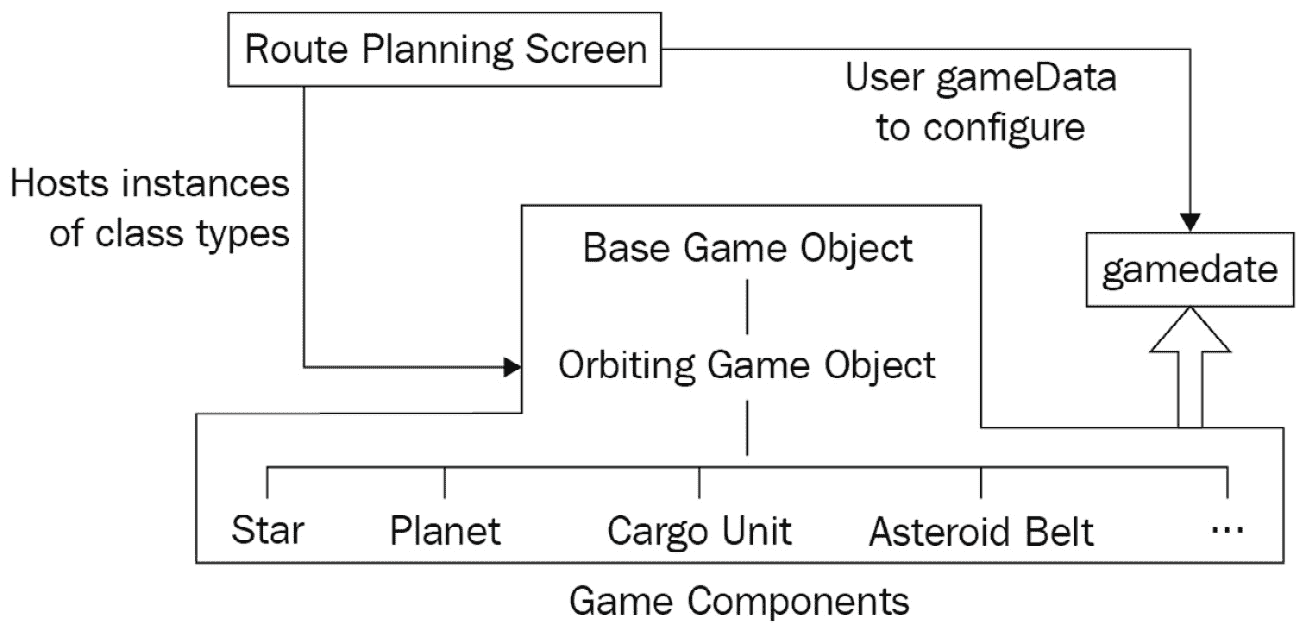 Route Planning Screen
User gameData
to configure
Hosts instances
of class types
Base Game Object
gamedate
Orbiting Game Object
Star Planet Cargo Unit Asteroid Belt ...
Game Components